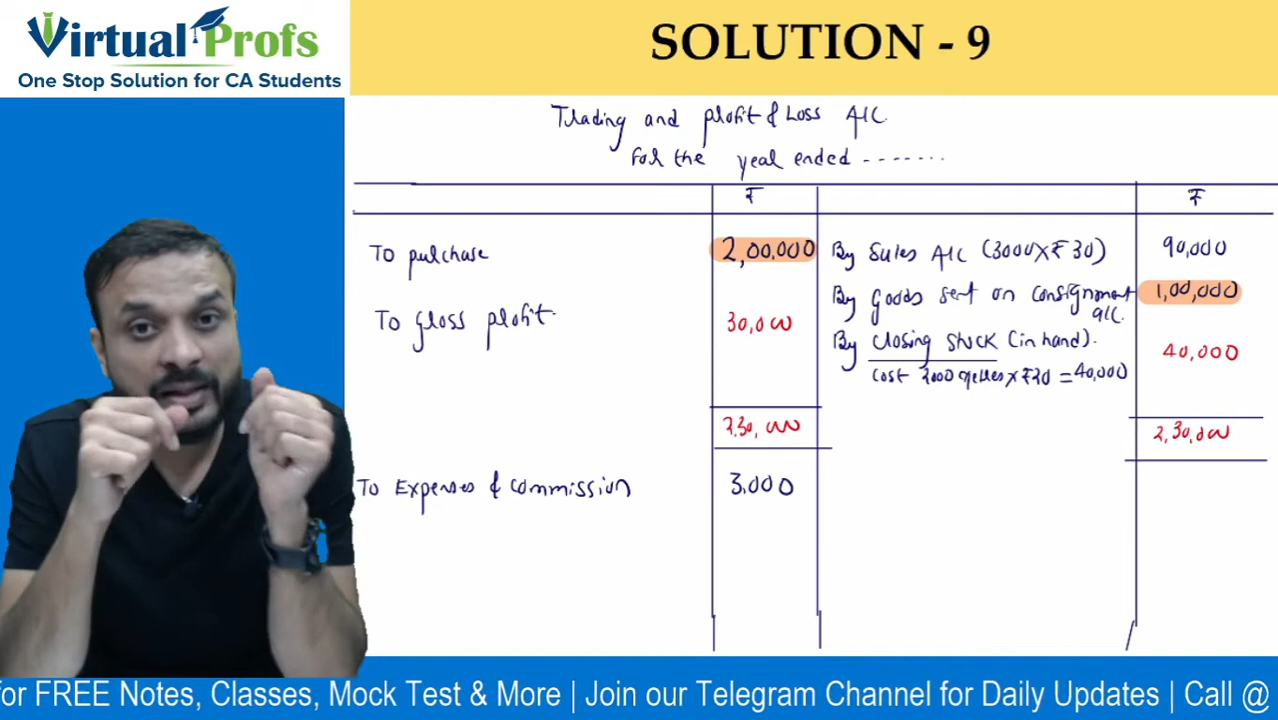 Virtual Profs
One Stop Solution for CA Students
SOLUTION - 9
Trading and profit & Loss A/C.
For the year ended -------
₹ ₹
To purchase 2,00,000 By Sales A/C (3000x₹30) 90,000
By goods sent on consignment a/c. 1,00,000
To gross profit 30,000
By closing stock (in hand). 40,000
cost 2000 cycles x ₹20 = 40,000
2,30,000 2,30,000
To Expenses & commission 3,000
for FREE Notes, Classes, Mock Test & More | Join our Telegram Channel for Daily Updates | Call @